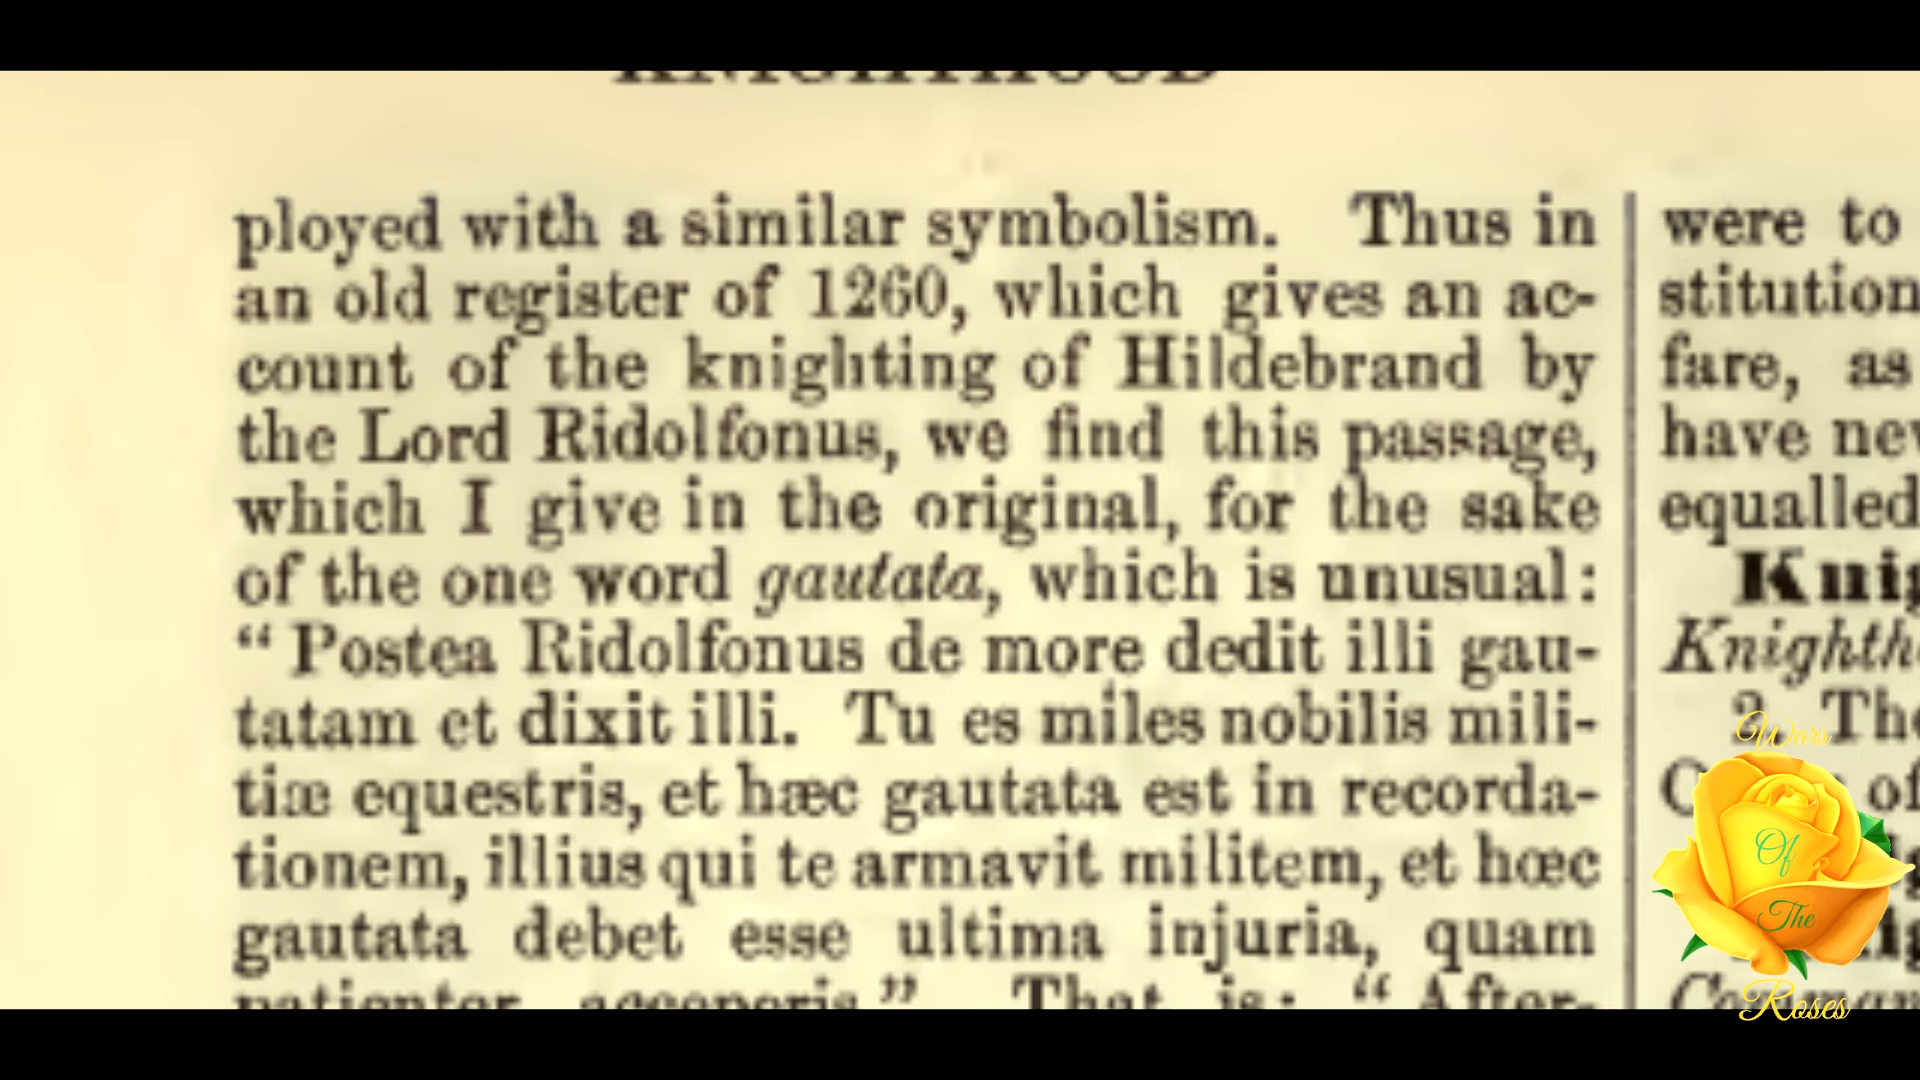 KNIGHTHOOD
ployed with a similar symbolism. Thus in
an old register of 1260, which gives an ac-
count of the knighting of Hildebrand by
the Lord Ridolfonus, we find this passage,
which I give in the original, for the sake
of the one word gautata, which is unusual:
“Postea Ridolfonus de more dedit illi gau-
tatam et dixit illi. Tu es miles nobilis mili-
tiæ equestris, et hæc gautata est in recorda-
tionem, illius qui te armavit militem, et hœc
gautata debet esse ultima injuria, quam
patienter acceperis.” That is: “After-
were to
stitution
fare, as
have
equalled
The
of
Wars
Of
The
Roses